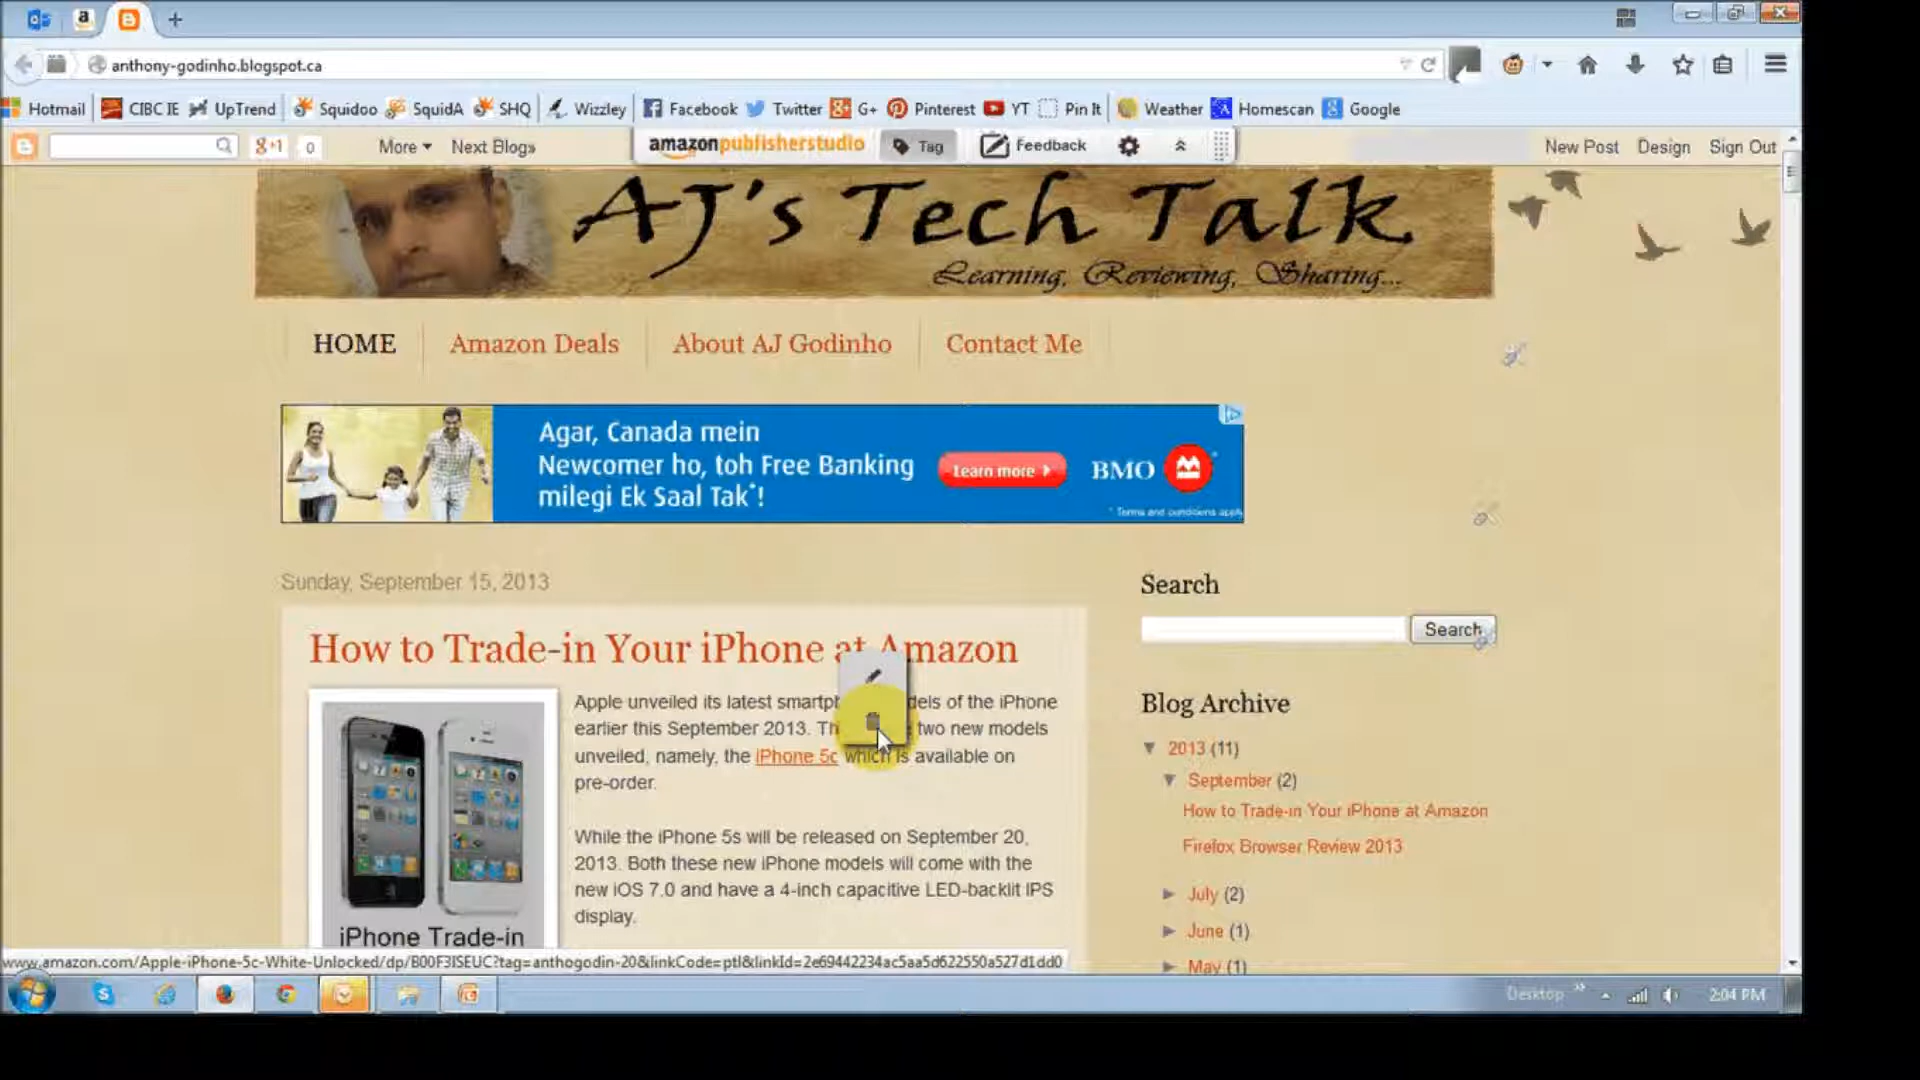 anthony-godinho.blogspot.ca
Hotmail CIBC IE UpTrend Squidoo SquidA SHQ Wizzley Facebook Twitter G+ Pinterest YT Pin It Weather Homescan Google
g+1 0 More Next Blog» amazonpublisherstudio Tag Feedback New Post Design Sign Out
AJ's Tech Talk
Learning, Reviewing, Sharing...
HOME Amazon Deals About AJ Godinho Contact Me
Agar, Canada mein
Newcomer ho, toh Free Banking
milegi Ek Saal Tak*!
Learn more
BMO
* Terms and conditions apply
Sunday, September 15, 2013
How to Trade-in Your iPhone at Amazon
Apple unveiled its latest dels of the iPhone
earlier this September 2013. two new models
unveiled, namely, the iPhone 5c which is available on
pre-order.
While the iPhone 5s will be released on September 20,
2013. Both these new iPhone models will come with the
new iOS 7.0 and have a 4-inch capacitive LED-backlit IPS
display.
iPhone Trade-in
Search
Search
Blog Archive
▼ 2013 (11)
▼ September (2)
How to Trade-in Your iPhone at Amazon
Firefox Browser Review 2013
► July (2)
► June (1)
► May (1)
www.amazon.com/Apple-iPhone-5c-White-Unlocked/dp/B00F3ISEUC?tag=anthogodin-20&linkCode=ptl&linkId=2e69442234ac5aa5d622550a527d1dd0
Desktop » 2:04 PM